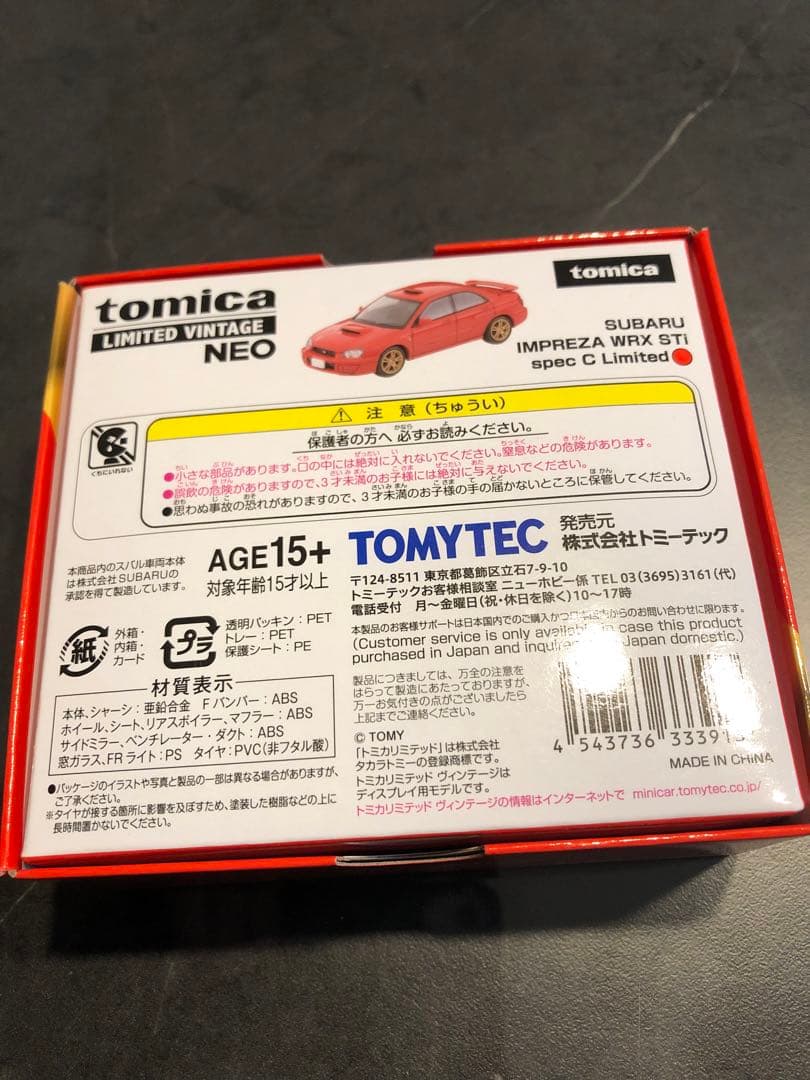 tomica
LIMITED VINTAGE
NEO
tomica
SUBARU
IMPREZA WRX STi
spec C Limited
注意(ちゅうい)
くちにいれない
保護者の方へ 必ずお読みください。
●小さな部品があります。口の中には絶対に入れないでください。窒息などの危険があります。
●誤飲の危険がありますので、3才未満のお子様には絶対に与えないでください。
●思わぬ事故の恐れがありますので、3才未満のお子様の手の届かないところに保管してください。
本商品内のスバル車両本体
は株式会社SUBARUの
承認を得て製造しています。
AGE15+
対象年齢15才以上
TOMYTEC
発売元
株式会社トミーテック
〒124-8511 東京都葛飾区立石7-9-10
トミーテックお客様相談室 ニューホビー係 TEL 03(3695)3161(代)
電話受付 月~金曜日(祝・休日を除く)10~17時
本製品のお客様サポートは日本国内でのご購入かつ日本国内からのお問い合わせに限ります。
(Customer service is only available in case this product
purchased in Japan and inquires Japan domestic.)
紙
外箱・
内箱・
カード
プラ
透明パッキン:PET
トレー:PET
保護シート:PE
材質表示
本体、シャーシ:亜鉛合金 Fバンパー:ABS
ホイール、シート、リアスポイラー、マフラー:ABS
サイドミラー、ベンチレーター・ダクト:ABS
窓ガラス、FRライト:PS タイヤ:PVC(非フタル酸)
●パッケージのイラストや写真と製品の一部は異なる場合がありますが、
ご了承ください。
※タイヤが接する箇所に影響を及ぼすため、塗装した樹脂などの上に
長時間置かないでください。
製品につきましては、万全の注意を
はらって製造にあたっておりますが、
万一お気付きの点がございましたら
上記までご連絡ください。
© TOMY
「トミカリミテッド」は株式会社
タカラトミーの登録商標です。
トミカリミテッド ヴィンテージは
ディスプレイ用モデルです。
トミカリミテッド ヴィンテージの情報はインターネットで minicar.tomytec.co.jp/
4 543736 3339
MADE IN CHINA